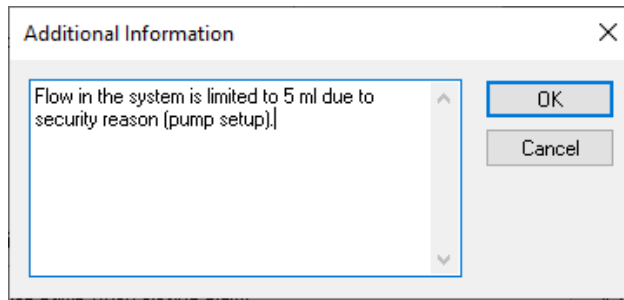 Additional Information
Flow in the system is limited to 5 ml due to
security reason (pump setup).
OK
Cancel